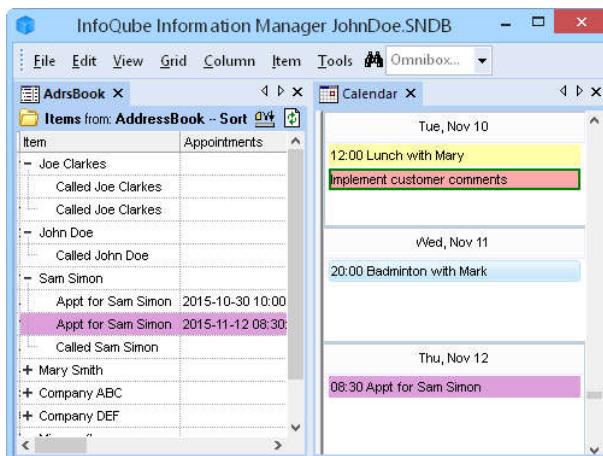 InfoQube Information Manager JohnDoe.SNDB
File Edit View Grid Column Item Tools Omnibox...
AdrsBook
Items from: AddressBook -- Sort
Item Appointments
Joe Clarkes
Called Joe Clarkes
Called Joe Clarkes
John Doe
Called John Doe
Sam Simon
Appt for Sam Simon 2015-10-30 10:00
Appt for Sam Simon 2015-11-12 08:30:
Called Sam Simon
Mary Smith
Company ABC
Company DEF
Calendar
Tue, Nov 10
12:00 Lunch with Mary
Implement customer comments
Wed, Nov 11
20:00 Badminton with Mark
Thu, Nov 12
08:30 Appt for Sam Simon